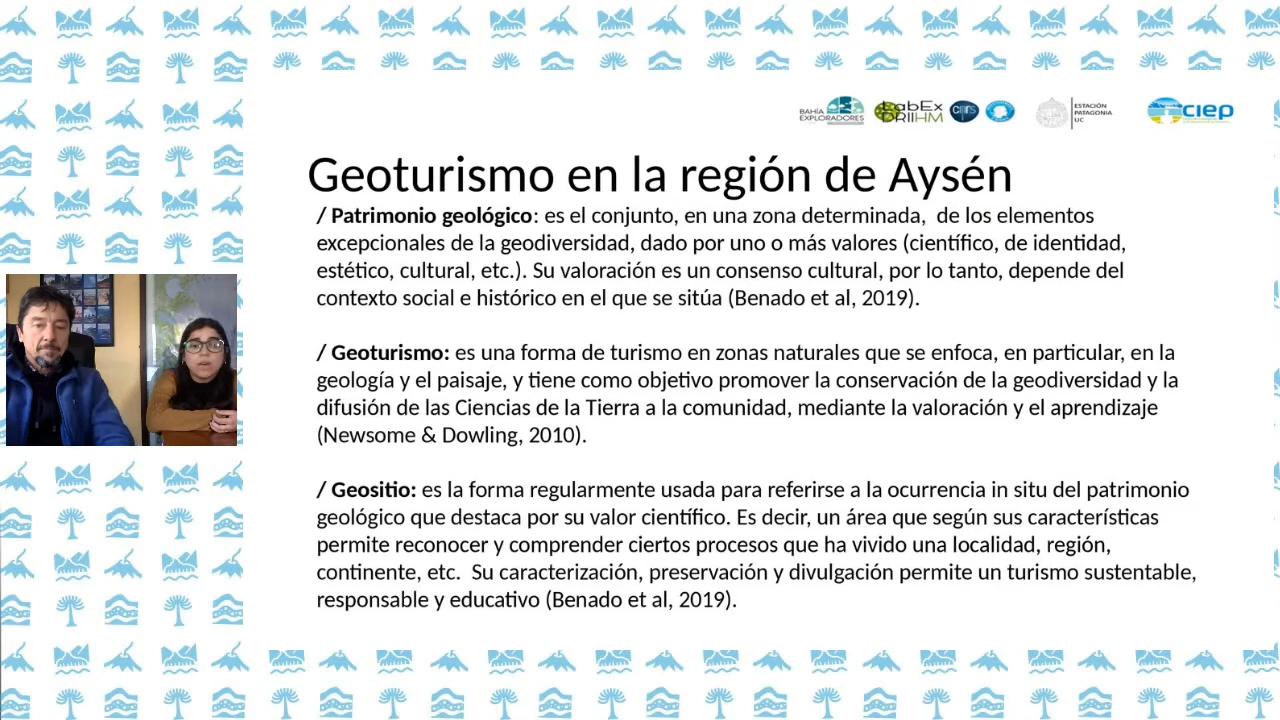 BAHÍA
EXPLORADORES
LabEx
DRIIHM
cnrs
ESTACIÓN
PATAGONIA
UC
CIEP
Geoturismo en la región de Aysén
/ Patrimonio geológico: es el conjunto, en una zona determinada,  de los elementos
excepcionales de la geodiversidad, dado por uno o más valores (científico, de identidad,
estético, cultural, etc.). Su valoración es un consenso cultural, por lo tanto, depende del
contexto social e histórico en el que se sitúa (Benado et al, 2019).
/ Geoturismo: es una forma de turismo en zonas naturales que se enfoca, en particular, en la
geología y el paisaje, y tiene como objetivo promover la conservación de la geodiversidad y la
difusión de las Ciencias de la Tierra a la comunidad, mediante la valoración y el aprendizaje
(Newsome & Dowling, 2010).
/ Geositio: es la forma regularmente usada para referirse a la ocurrencia in situ del patrimonio
geológico que destaca por su valor científico. Es decir, un área que según sus características
permite reconocer y comprender ciertos procesos que ha vivido una localidad, región,
continente, etc.  Su caracterización, preservación y divulgación permite un turismo sustentable,
responsable y educativo (Benado et al, 2019).